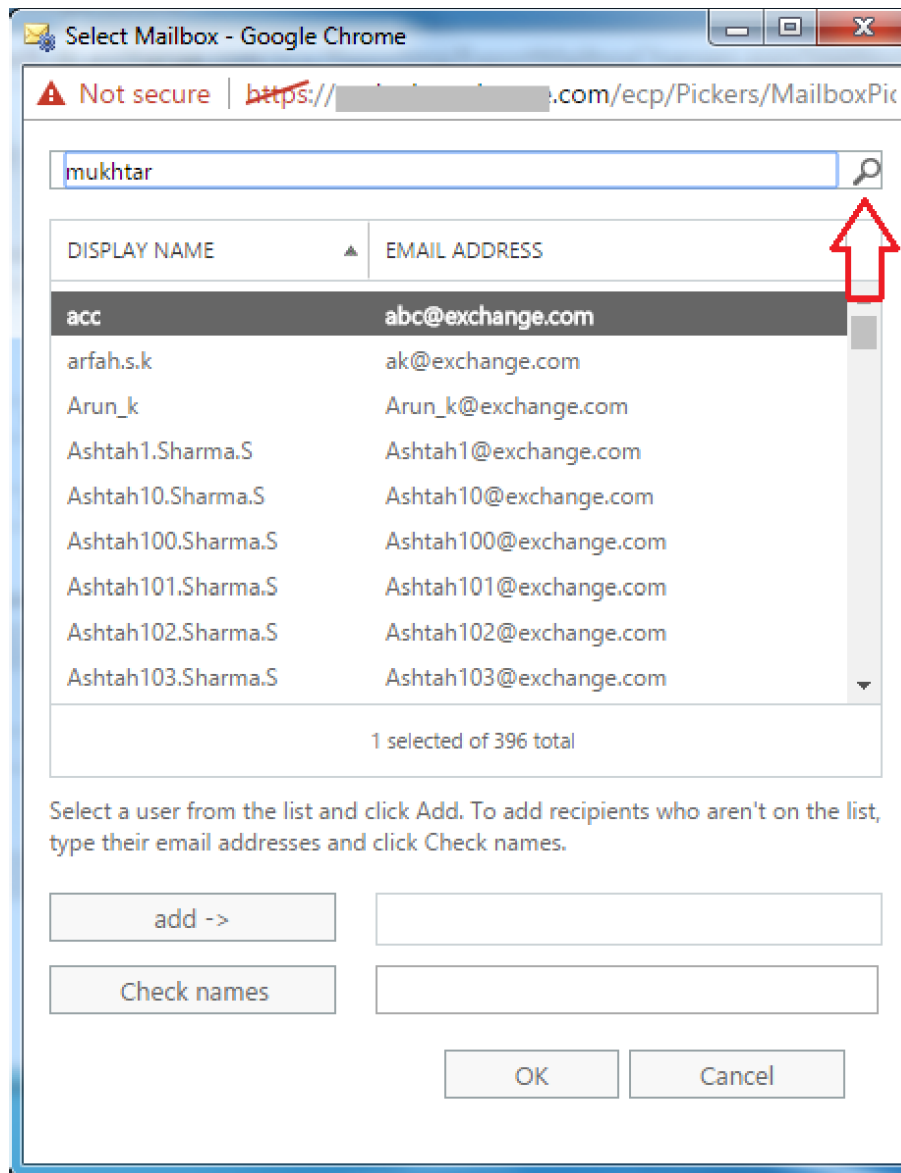 Select Mailbox - Google Chrome
Not secure | https:// .com/ecp/Pickers/MailboxPic
mukhtar
DISPLAY NAME EMAIL ADDRESS
acc abc@exchange.com
arfah.s.k ak@exchange.com
Arun_k Arun_k@exchange.com
Ashtah1.Sharma.S Ashtah1@exchange.com
Ashtah10.Sharma.S Ashtah10@exchange.com
Ashtah100.Sharma.S Ashtah100@exchange.com
Ashtah101.Sharma.S Ashtah101@exchange.com
Ashtah102.Sharma.S Ashtah102@exchange.com
Ashtah103.Sharma.S Ashtah103@exchange.com
1 selected of 396 total
Select a user from the list and click Add. To add recipients who aren't on the list,
type their email addresses and click Check names.
add ->
Check names
OK Cancel